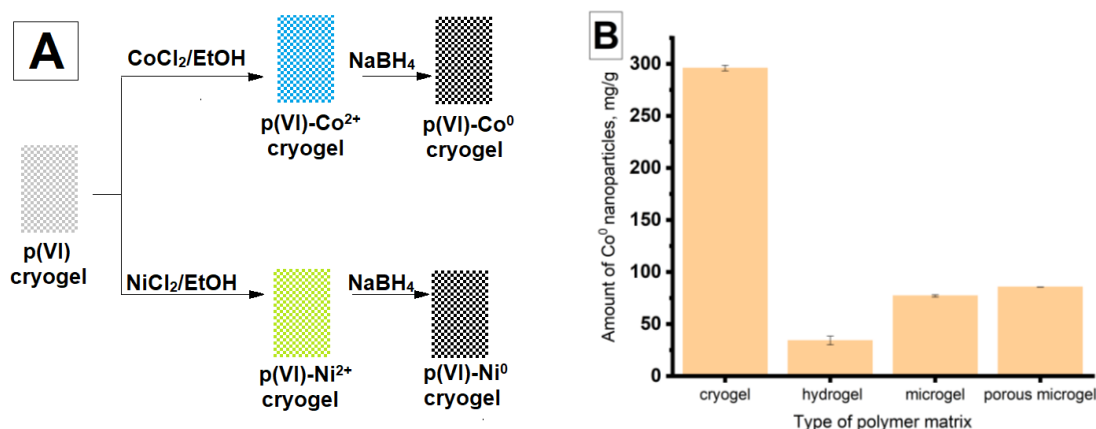 A
CoCl₂/EtOH
NaBH₄
p(VI)-Co²⁺
cryogel
p(VI)-Co⁰
cryogel
p(VI)
cryogel
NiCl₂/EtOH
NaBH₄
p(VI)-Ni²⁺
cryogel
p(VI)-Ni⁰
cryogel
B
Amount of Co⁰ nanoparticles, mg/g
300
250
200
150
100
50
0
cryogel
hydrogel
microgel
porous microgel
Type of polymer matrix